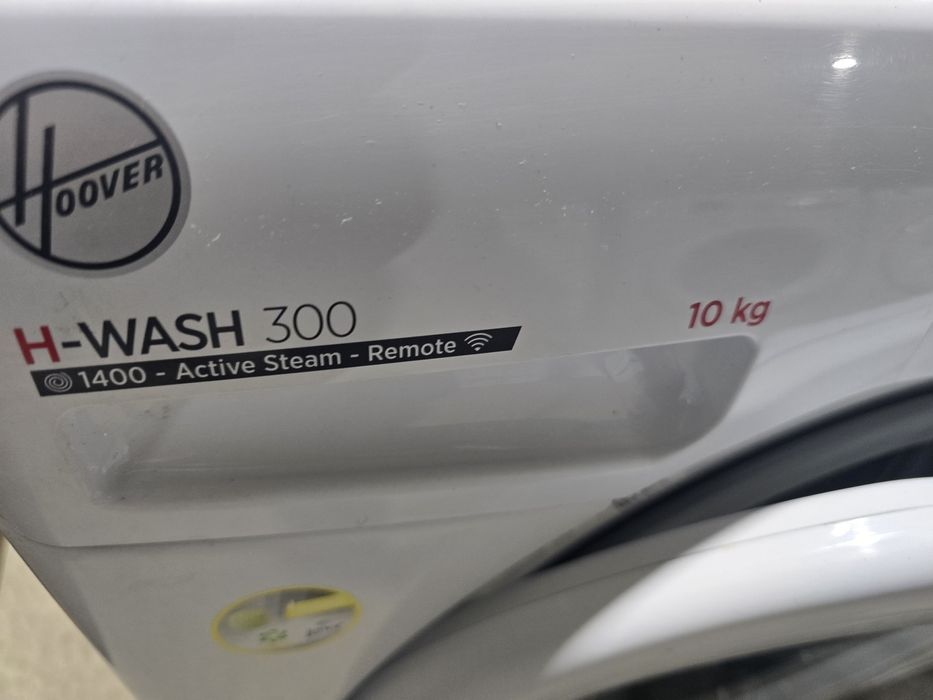 HOOVER
H-WASH 300
10 kg
1400 - Active Steam - Remote